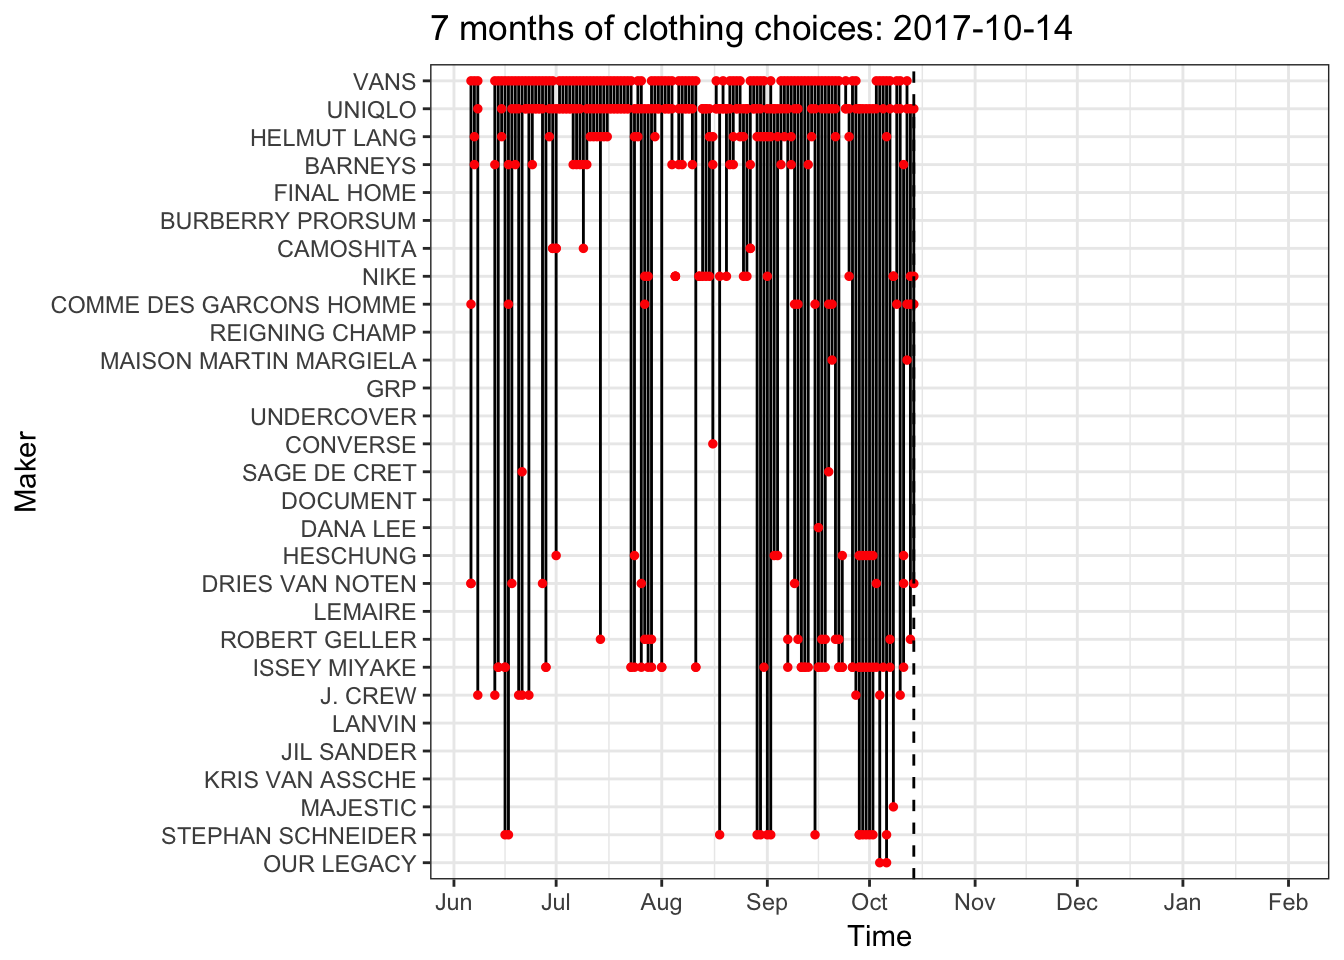 7 months of clothing choices: 2017-10-14
VANS
UNIQLO
HELMUT LANG
BARNEYS
FINAL HOME
BURBERRY PRORSUM
CAMOSHITA
NIKE
COMME DES GARCONS HOMME
REIGNING CHAMP
MAISON MARTIN MARGIELA
GRP
UNDERCOVER
CONVERSE
SAGE DE CRET
DOCUMENT
DANA LEE
HESCHUNG
DRIES VAN NOTEN
LEMAIRE
ROBERT GELLER
ISSEY MIYAKE
J. CREW
LANVIN
JIL SANDER
KRIS VAN ASSCHE
MAJESTIC
STEPHAN SCHNEIDER
OUR LEGACY
Maker
Jun Jul Aug Sep Oct Nov Dec Jan Feb
Time